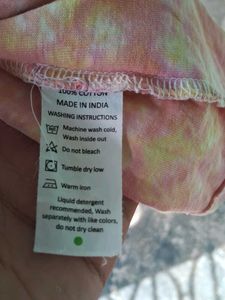 100% COTTON
MADE IN INDIA
WASHING INSTRUCTIONS
Machine wash cold,
Wash inside out
Do not bleach
Tumble dry low
Warm iron
Liquid detergent
recommended, Wash
separately with like colors,
do not dry clean